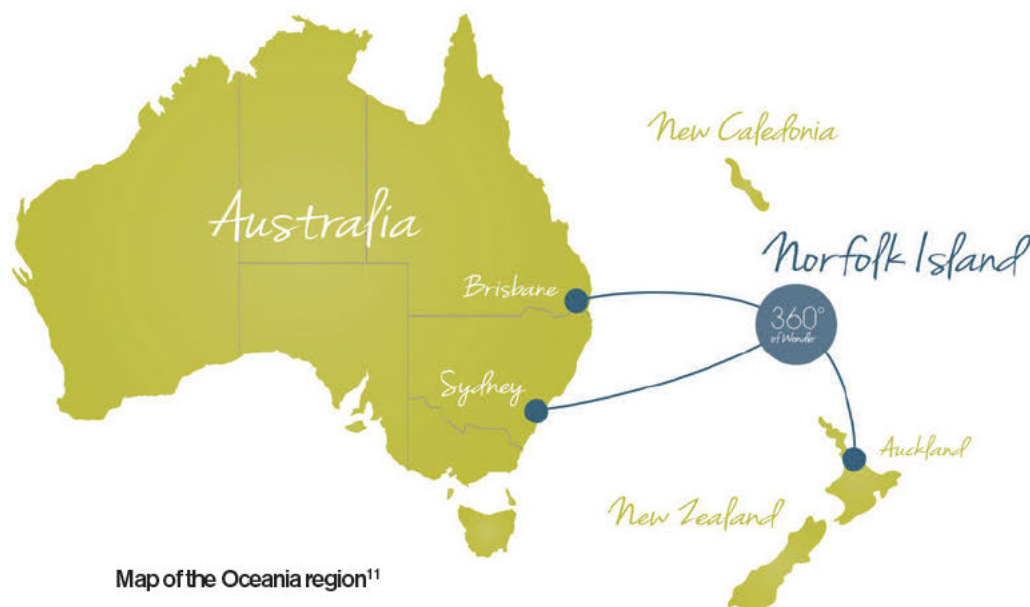 New Caledonia
Australia
Norfolk Island
Brisbane
360°
of Wonder
Sydney
Auckland
New Zealand
Map of the Oceania region¹¹